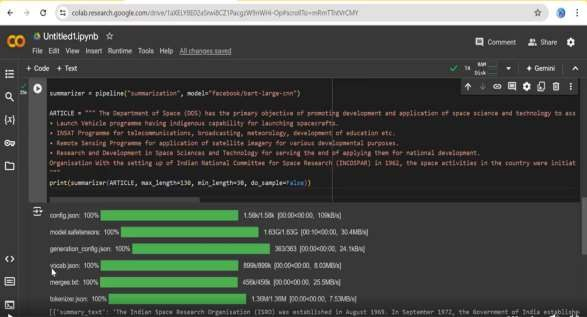 colab.research.google.com/drive/
Untitled1.ipynb
File Edit View Insert Runtime Tools Help All changes saved
Comment Share
+ Code + Text
T4 RAM Disk
+ Gemini
summarizer = pipeline("summarization", model="facebook/bart-large-cnn")
ARTICLE = """ The Department of Space (DOS) has the primary objective of promoting development and application of space science and technology to ass
• Launch Vehicle programme having indigenous capability for launching spacecrafts.
• INSAT Programme for telecommunications, broadcasting, meteorology, development of education etc.
• Remote Sensing Programme for application of satellite imagery for various developmental purposes.
• Research and Development in Space Sciences and Technology for serving the end of applying them for national development.
Organisation With the setting up of Indian National Committee for Space Research (INCOSPAR) in 1962, the space activities in the country were initiat
"""
print(summarizer(ARTICLE, max_length=130, min_length=30, do_sample=False))
config.json: 100% 1.58k/1.58k [00:00<00:00, 109kB/s]
model.safetensors: 100% 1.63G/1.63G [00:10<00:00, 30.4MB/s]
generation_config.json: 100% 363/363 [00:00<00:00, 24.1kB/s]
vocab.json: 100% 899k/899k [00:00<00:00, 8.03MB/s]
merges.txt: 100% 456k/456k [00:00<00:00, 25.5MB/s]
tokenizer.json: 100% 1.36M/1.36M [00:00<00:00, 7.53MB/s]
[{'summary_text': 'The Indian Space Research Organisation (ISRO) was established in August 1969. In September 1972, the Government of India establishe